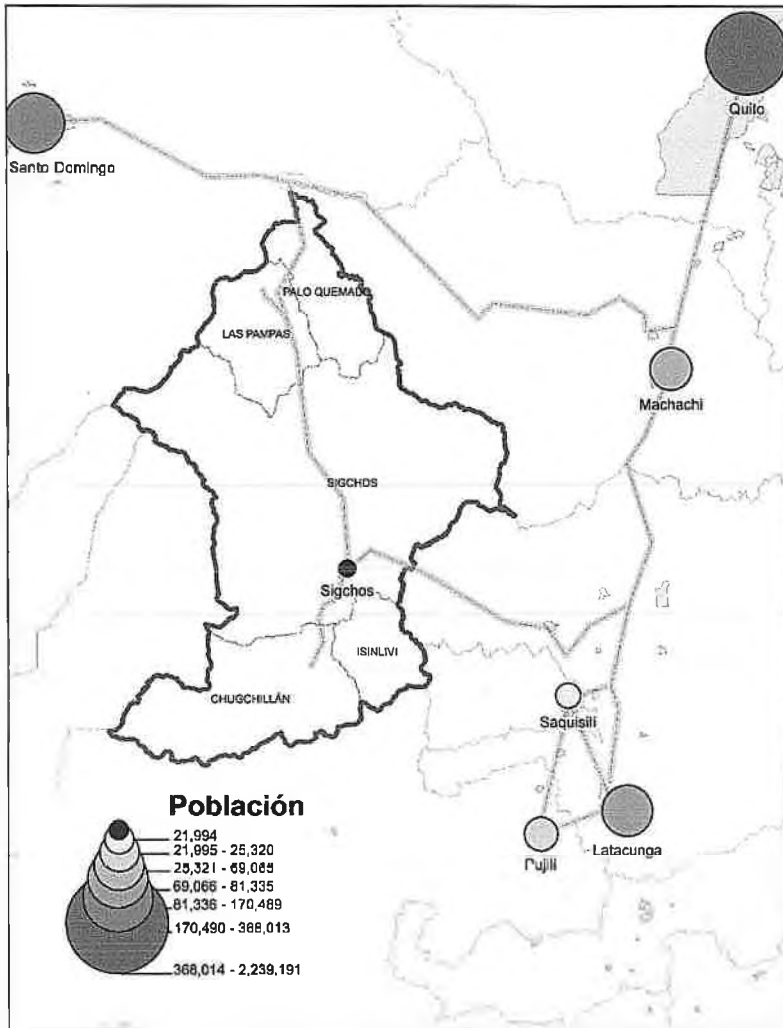 Quito
Santo Domingo
PALO QUEMADO
LAS PAMPAS
Machachi
SIGCHOS
Sigchos
ISINLIVI
CHUGCHILLÁN
Saquisilí
Pujilí
Latacunga
Población
21,994
21,995 - 25,320
25,321 - 69,065
69,066 - 81,335
81,336 - 170,489
170,490 - 368,013
368,014 - 2,239,191